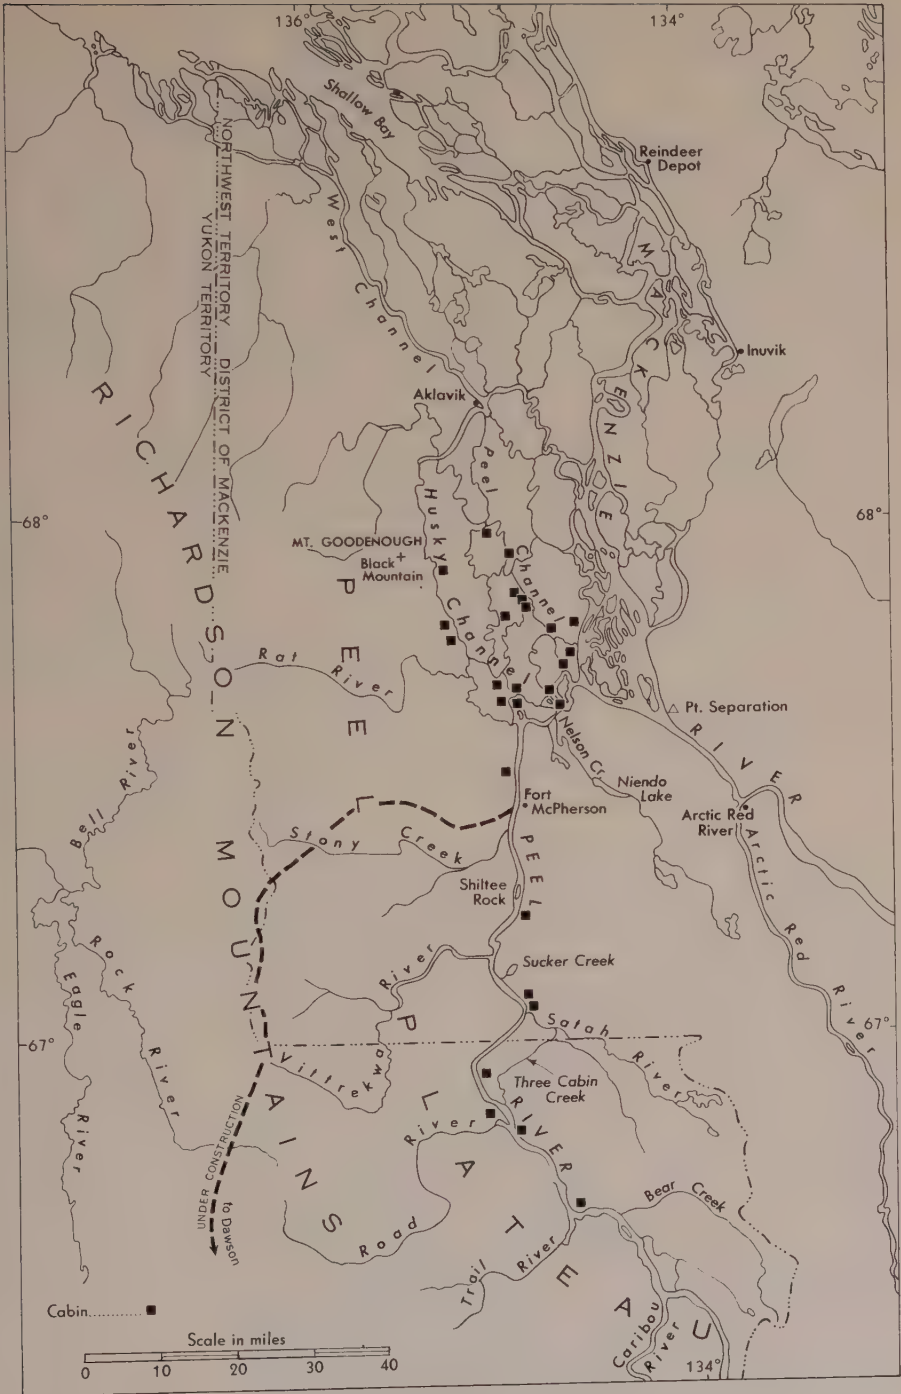 136°
134°
Shallow Bay
Reindeer
Depot
West Channel
NORTHWEST TERRITORY DISTRICT OF MACKENZIE
YUKON TERRITORY
MACKENZIE RIVER
Inuvik
Aklavik
RICHARDSON MOUNTAINS
Peel Channel
Husky Channel
68°
68°
MT. GOODENOUGH
Black
Mountain
PEEL PLATEAU
Rat River
Pt. Separation
Bell River
Nelson Cr.
Niendo
Lake
Fort
McPherson
Arctic Red
River
Arctic Red River
Stony Creek
PEEL RIVER
Shiltee
Rock
Rock River
Eagle River
Sucker Creek
67°
67°
Satah River
Vittrekwa River
Three Cabin
Creek
UNDER CONSTRUCTION
to Dawson
Road River
Bear Creek
Trail River
Caribou River
134°
Cabin
Scale in miles
0 10 20 30 40